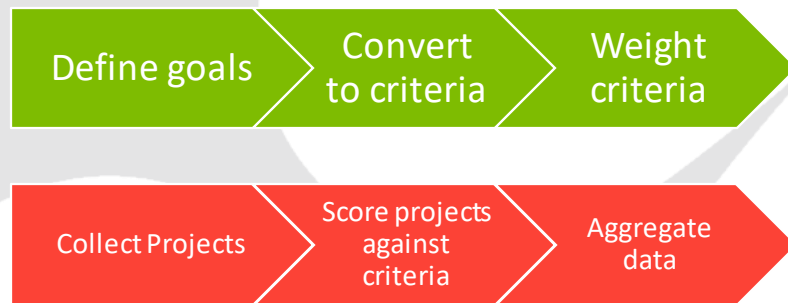 Define goals
Convert
to criteria
Weight
criteria
Collect Projects
Score projects
against
criteria
Aggregate
data